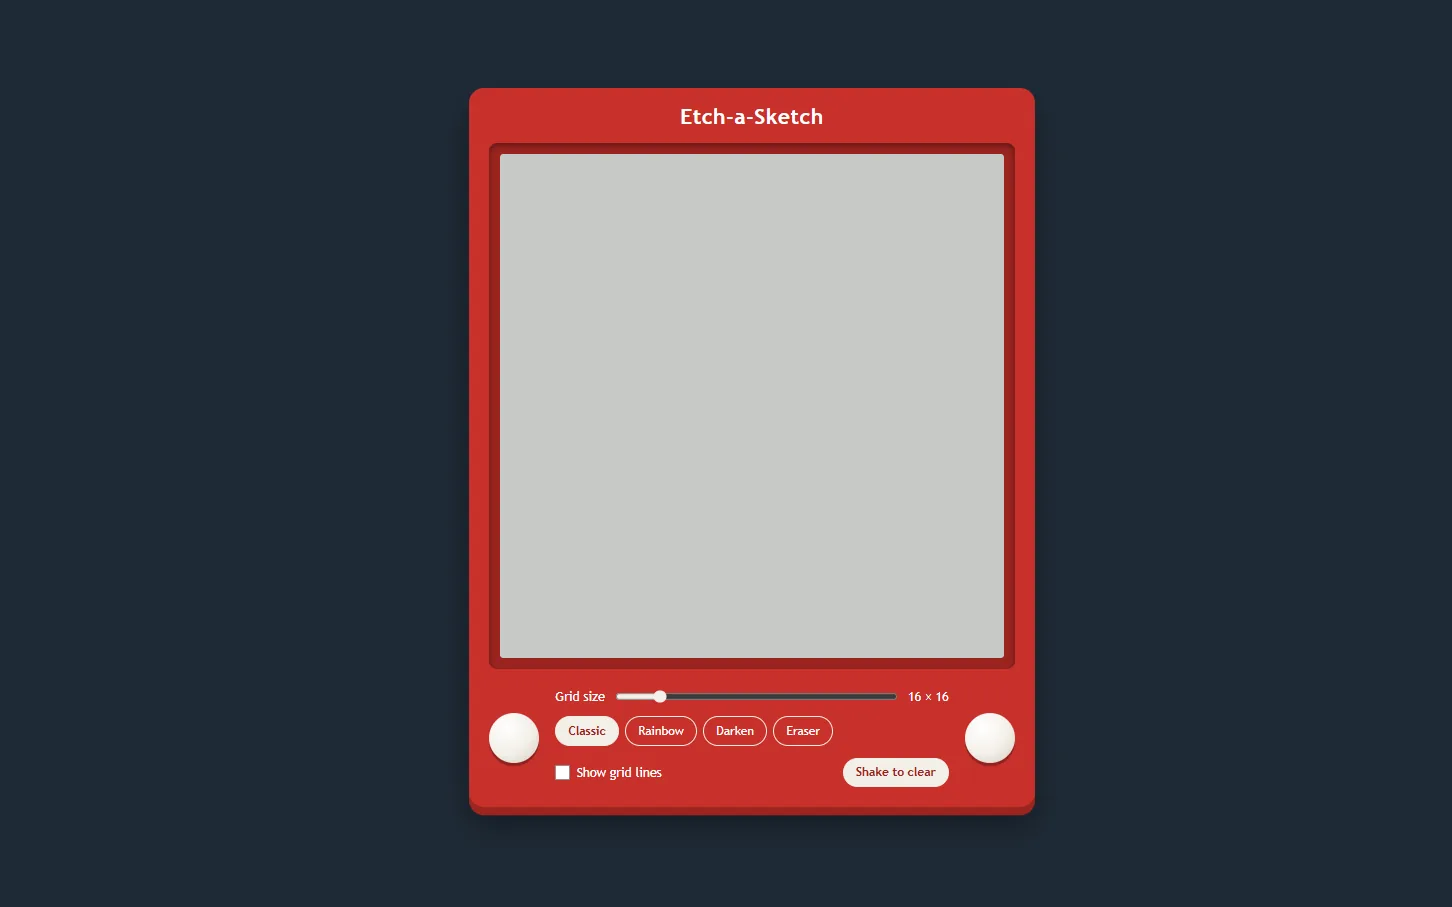 Etch-a-Sketch
Grid size 16 × 16
Classic Rainbow Darken Eraser
Show grid lines Shake to clear